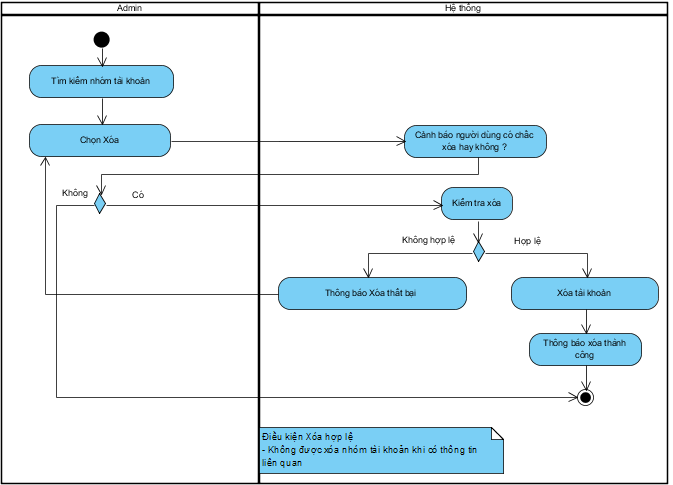 Admin
Hệ thống
Tìm kiếm nhóm tài khoản
Chọn Xóa
Cảnh báo người dùng có chắc
xóa hay không ?
Không
Có
Kiểm tra xóa
Không hợp lệ
Hợp lệ
Thông báo Xóa thất bại
Xóa tài khoản
Thông báo xóa thành
công
Điều kiện Xóa hợp lệ
- Không được xóa nhóm tài khoản khi có thông tin
liên quan